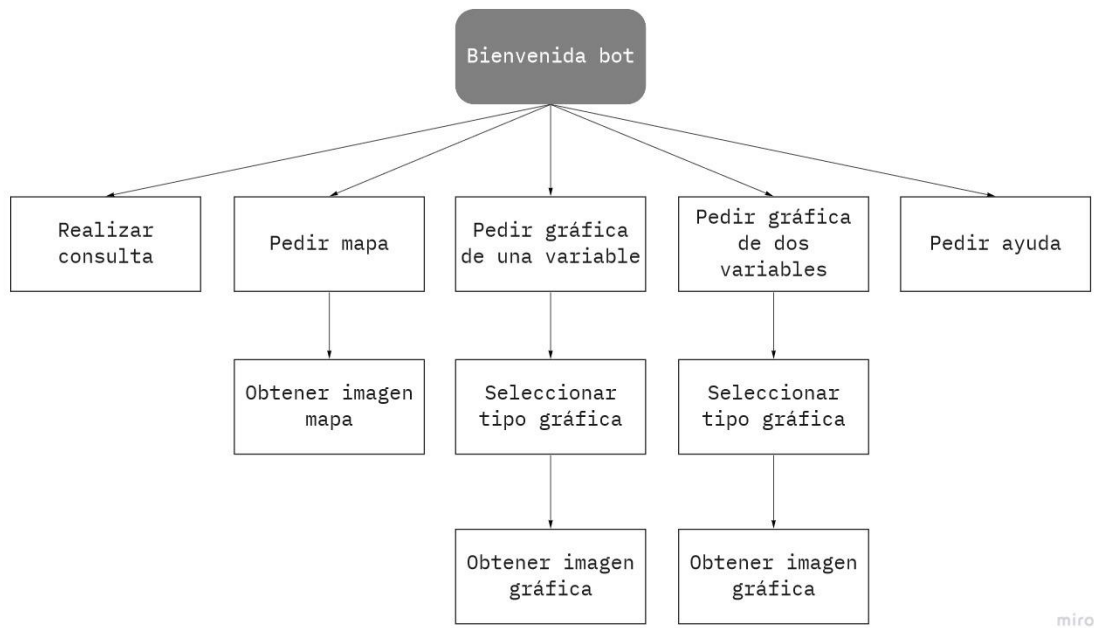 Bienvenida bot
Realizar
consulta
Pedir mapa
Pedir gráfica
de una variable
Pedir gráfica
de dos
variables
Pedir ayuda
Obtener imagen
mapa
Seleccionar
tipo gráfica
Seleccionar
tipo gráfica
Obtener imagen
gráfica
Obtener imagen
gráfica
miro